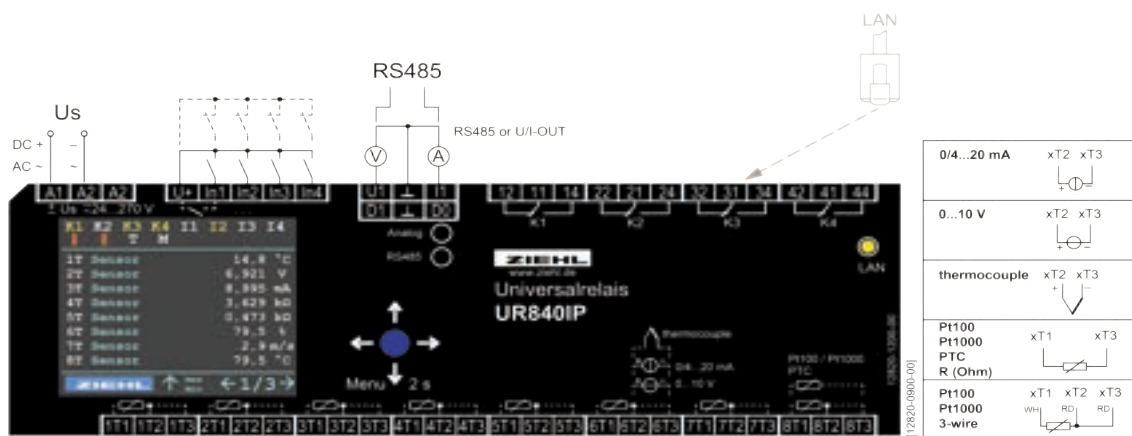 LAN
RS485
Us
RS485 or U/I-OUT
DC + –
AC ~ ~
A1 A2 A2
U+ In1 In2 In3 In4
U1 ⊥ I1
D1 ⊥ D0
12 11 14
22 21 24
32 31 34
42 41 44
K1
K2
K3
K4
Analog
RS485
K1 K2 K3 K4 I1 I2 I3 I4
T M
1T Sensor 14,8 °C
2T Sensor 6,921 V
3T Sensor 8,895 mA
4T Sensor 3,629 kΩ
5T Sensor 0,473 kΩ
6T Sensor
7T Sensor 2,9 m/s
8T Sensor 79,5 °C
ZIEHL
←1/3→
Menu 2 s
ZIEHL
www.ziehl.de
Universalrelais
UR840IP
LAN
thermocouple
0/4...20 mA
0...10 V
Pt100 / Pt1000
PTC
12820-0900-00]
1T1 1T2 1T3 2T1 2T2 2T3 3T1 3T2 3T3 4T1 4T2 4T3 5T1 5T2 5T3 6T1 6T2 6T3 7T1 7T2 7T3 8T1 8T2 8T3
0/4...20 mA xT2 xT3
+ –
0...10 V xT2 xT3
+ –
thermocouple xT2 xT3
+ –
Pt100
Pt1000
PTC
R (Ohm)
xT1 xT3
Pt100
Pt1000
3-wire
xT1 xT2 xT3
WH RD RD